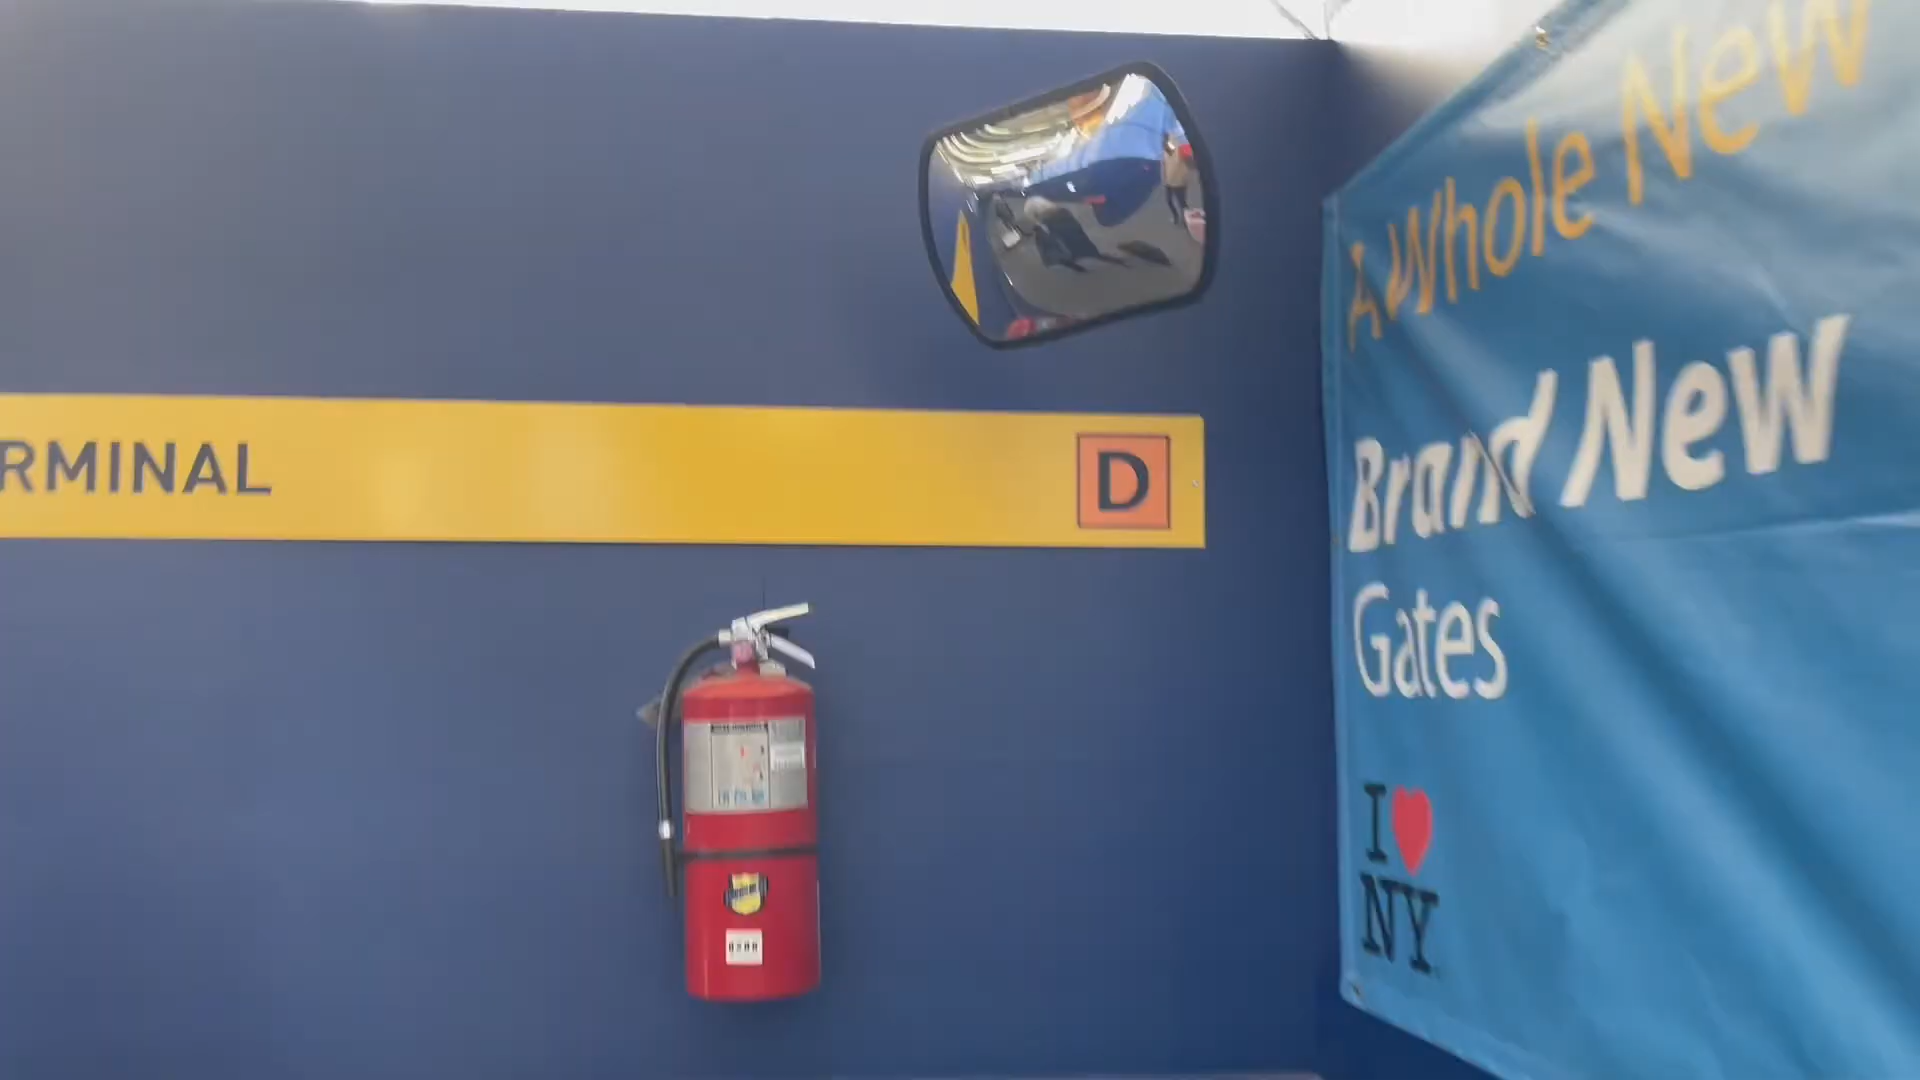 RMINAL
D
A Whole New
Brand New
Gates
I ♥
NY